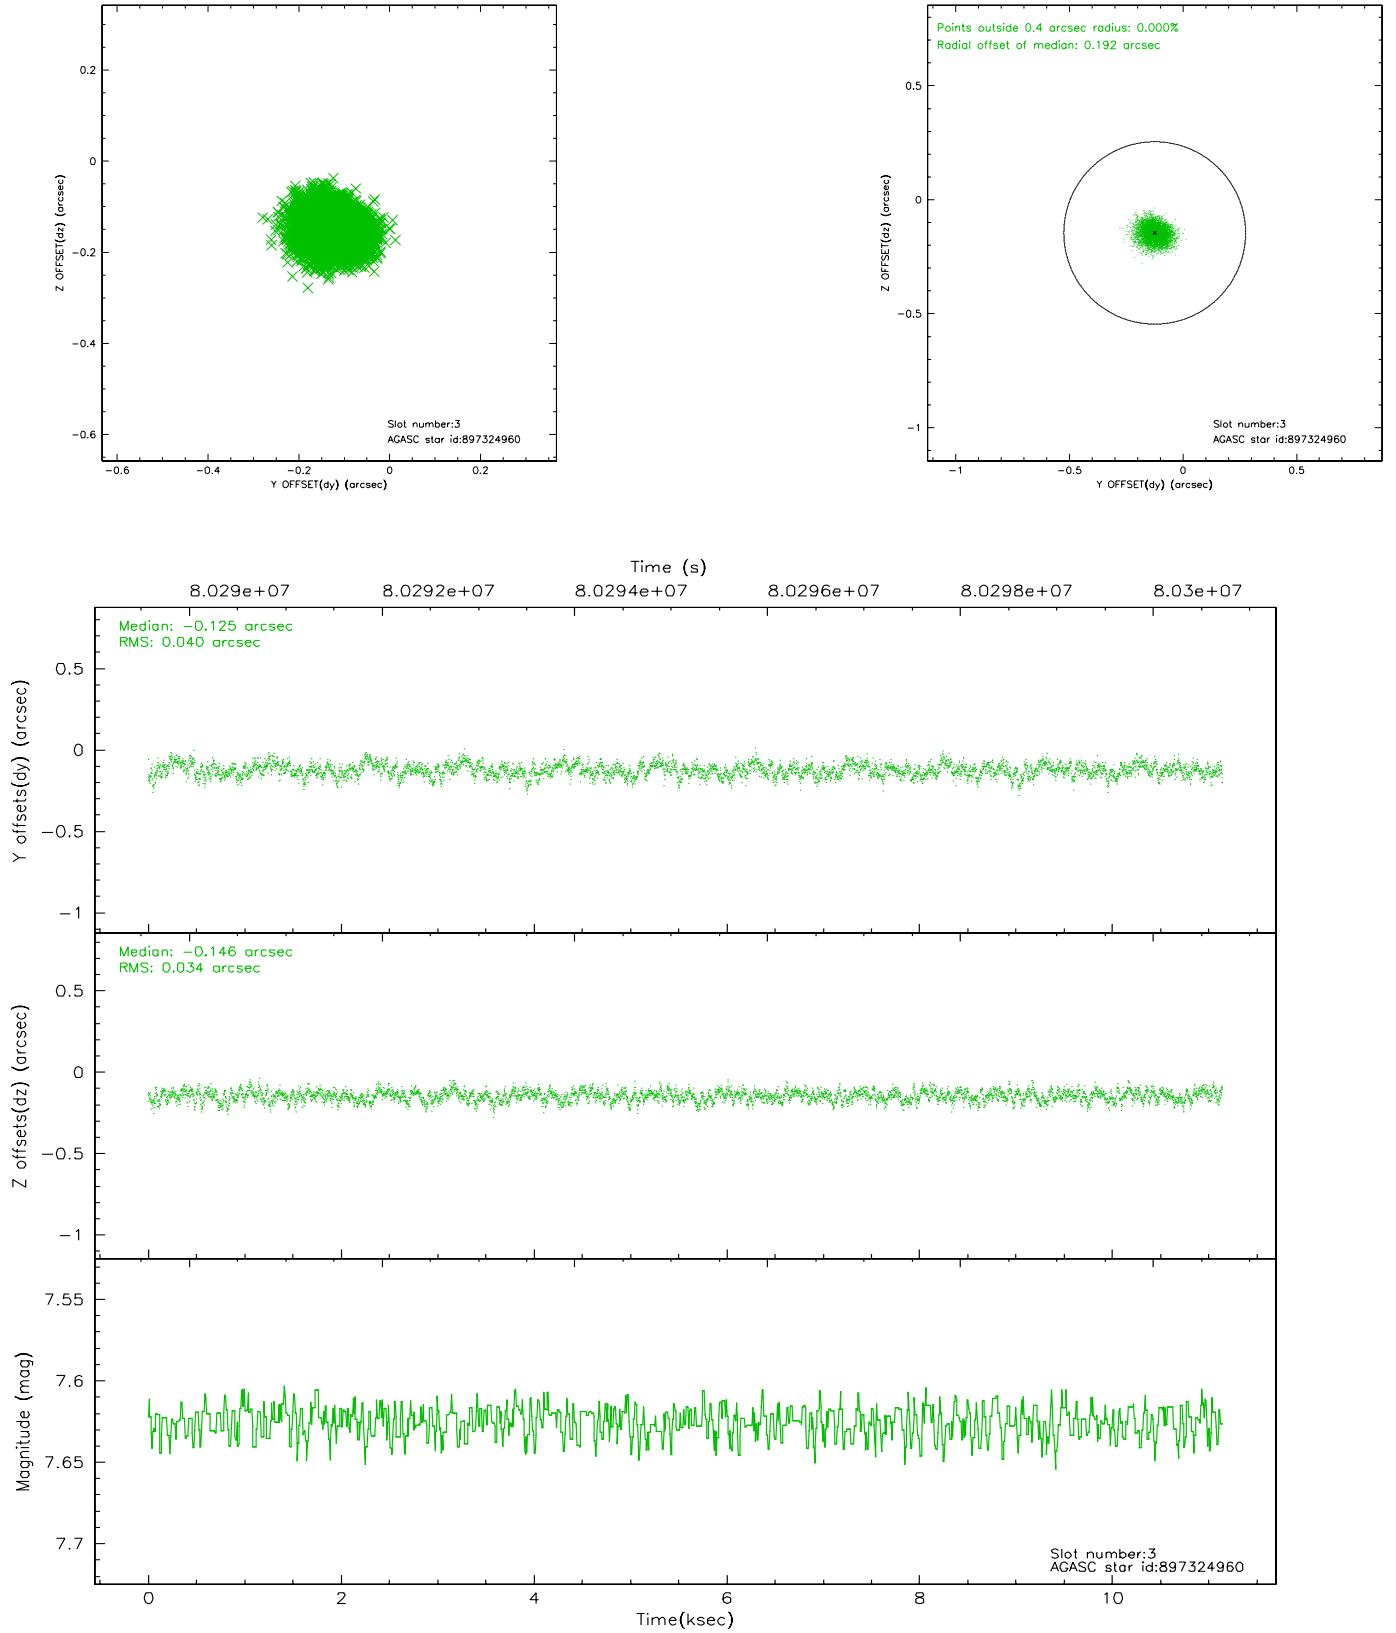 0.2
0
-0.2
-0.4
-0.6
Z OFFSET(dz) (arcsec)
Slot number:3
AGASC star id:897324960
-0.6 -0.4 -0.2 0 0.2
Y OFFSET(dy) (arcsec)
Points outside 0.4 arcsec radius: 0.000%
Radial offset of median: 0.192 arcsec
0.5
0
-0.5
-1
Z OFFSET(dz) (arcsec)
Slot number:3
AGASC star id:897324960
-1 -0.5 0 0.5
Y OFFSET(dy) (arcsec)
Time (s)
8.029e+07 8.0292e+07 8.0294e+07 8.0296e+07 8.0298e+07 8.03e+07
Median: -0.125 arcsec
RMS: 0.040 arcsec
0.5
0
-0.5
-1
Y offsets(dy) (arcsec)
Median: -0.146 arcsec
RMS: 0.034 arcsec
0.5
0
-0.5
-1
Z offsets(dz) (arcsec)
7.55
7.6
7.65
7.7
Magnitude (mag)
Slot number:3
AGASC star id:897324960
0 2 4 6 8 10
Time(ksec)